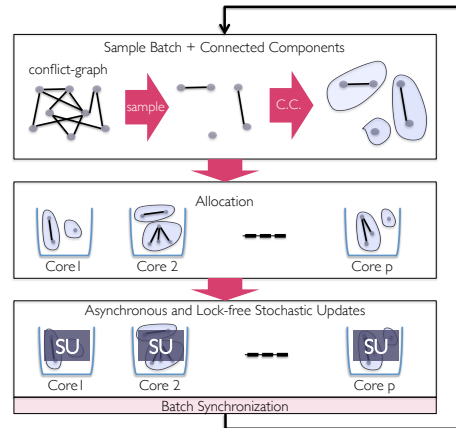 Sample Batch + Connected Components
conflict-graph
sample
C.C.
Allocation
Core1
Core 2
Core p
Asynchronous and Lock-free Stochastic Updates
SU
SU
SU
Core1
Core 2
Core p
Batch Synchronization